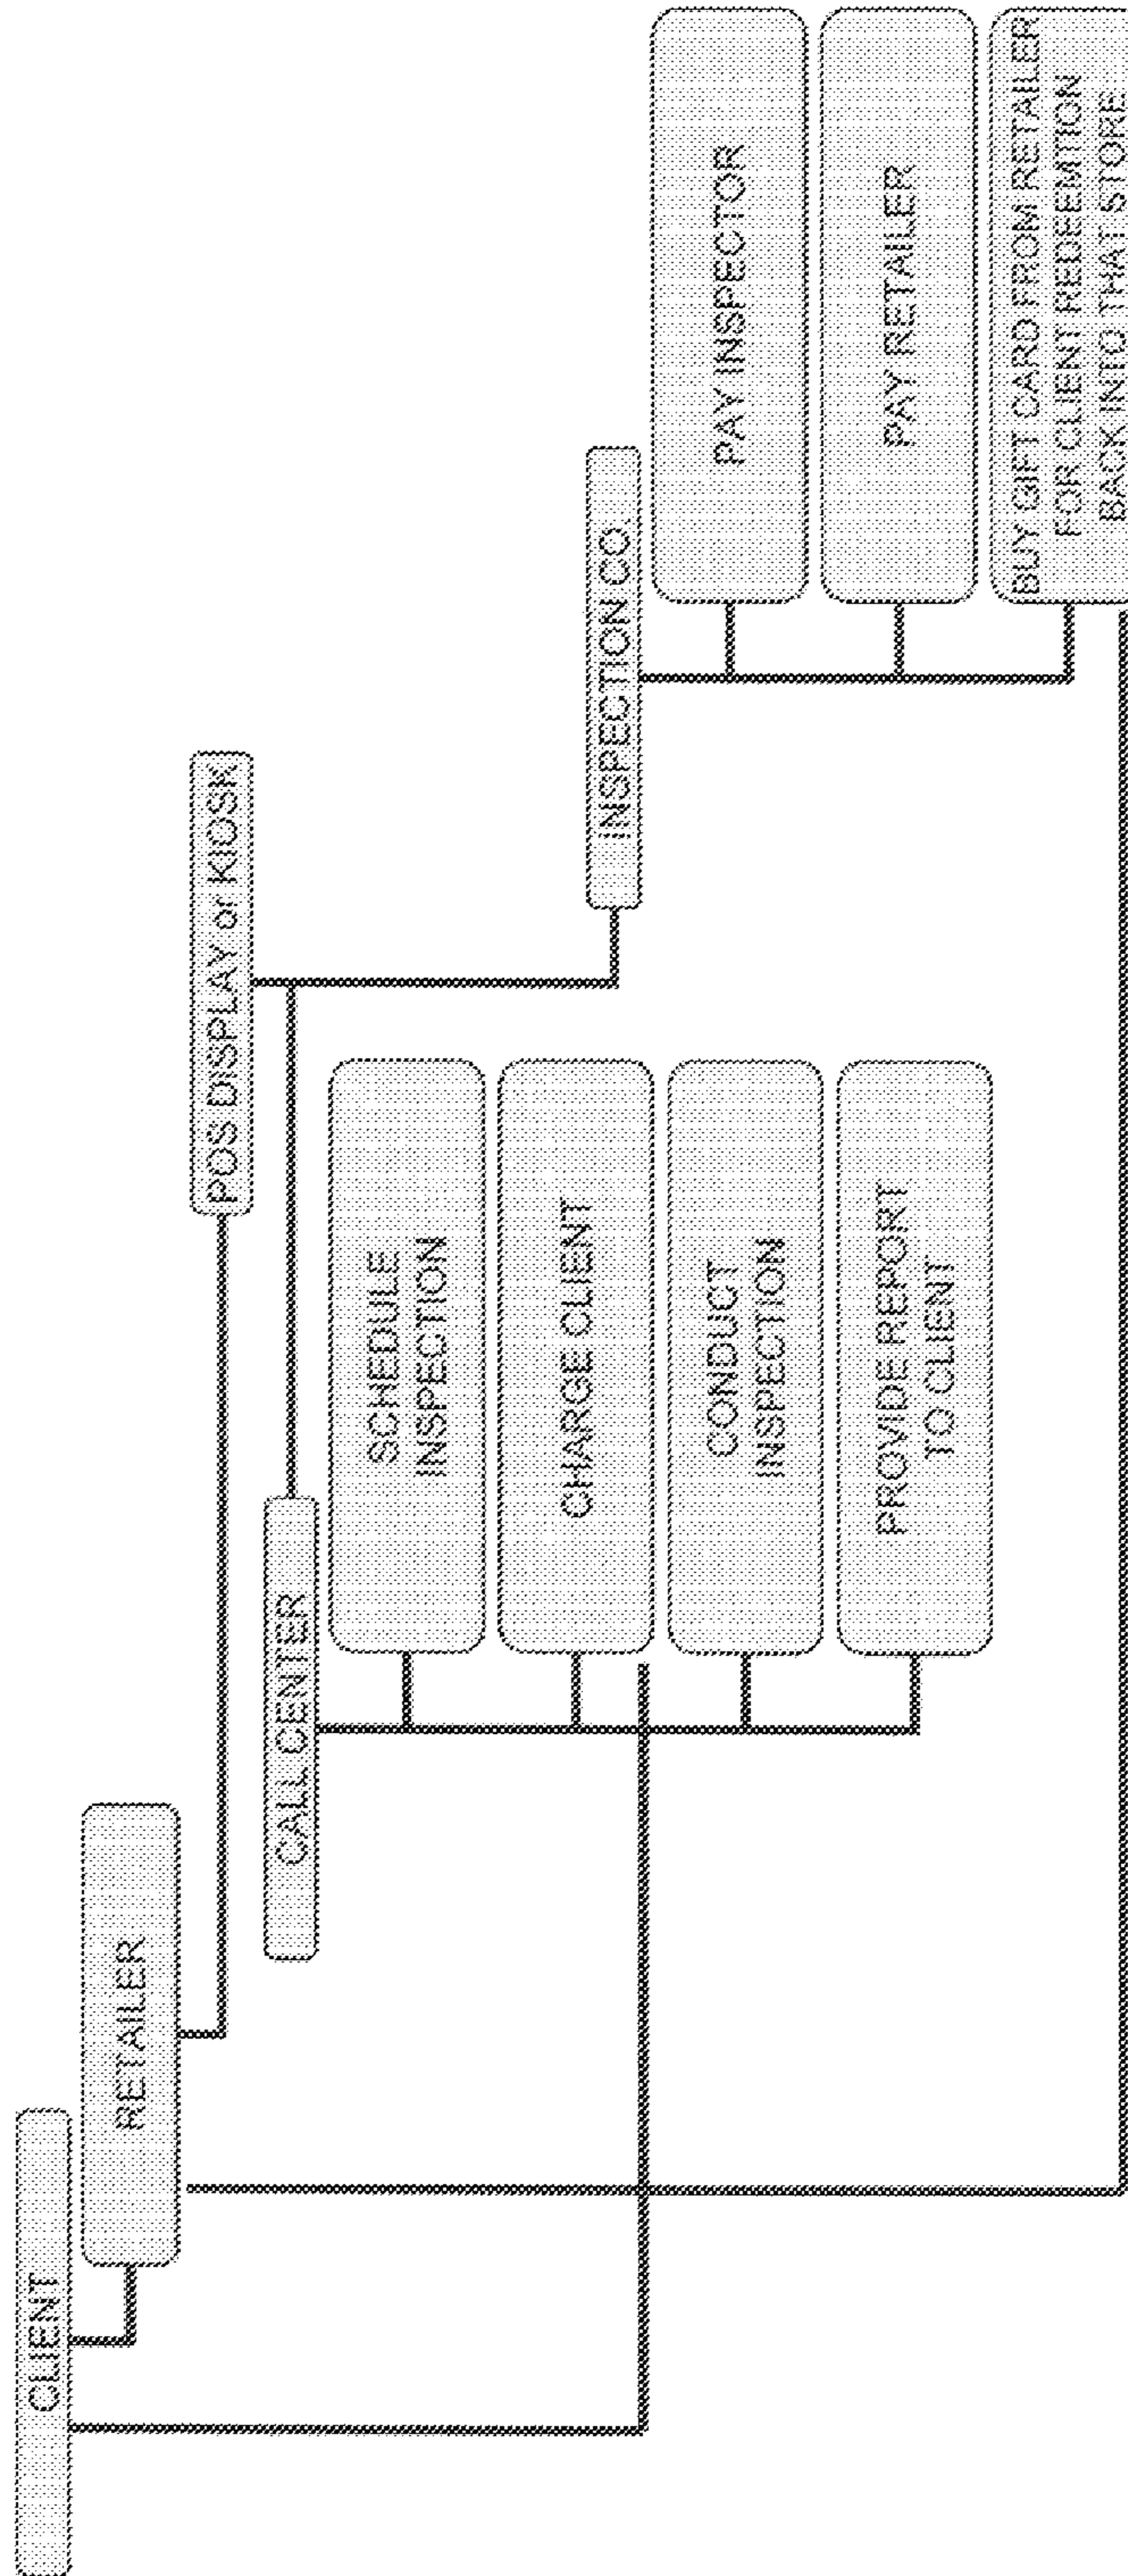 CLIENT
RETAILER
POS DISPLAY or KIOSK
CALL CENTER
SCHEDULE
INSPECTION
CHARGE CLIENT
CONDUCT
INSPECTION
PROVIDE REPORT
TO CLIENT
INSPECTION CO.
PAY INSPECTOR
PAY RETAILER
BUY GIFT CARD FROM RETAILER
FOR CLIENT REDEEMTION
BACK INTO THAT STORE